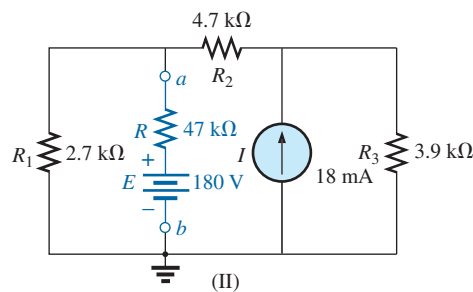 4.7 kΩ
R2
a
R 47 kΩ
R1 2.7 kΩ
+
I
R3 3.9 kΩ
E 180 V
18 mA
−
b
(II)